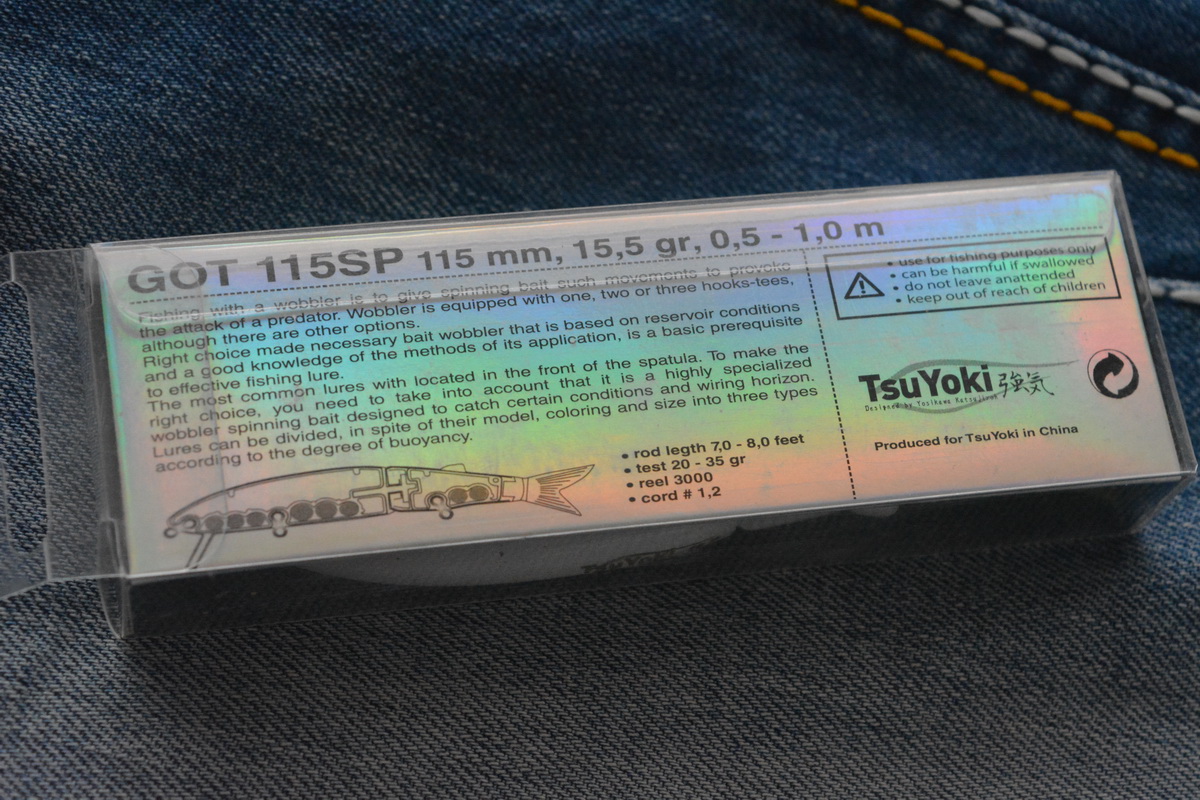 GOT 115SP 115 mm, 15,5 gr, 0,5 - 1,0 m
Fishing with a wobbler is to give spinning bait such movements to provoke
the attack of a predator. Wobbler is equipped with one, two or three hooks-tees,
although there are other options.
Right choice made necessary bait wobbler that is based on reservoir conditions
and a good knowledge of the methods of its application, is a basic prerequisite
to effective fishing lure.
The most common lures with located in the front of the spatula. To make the
right choice, you need to take into account that it is a highly specialized
wobbler spinning bait designed to catch certain conditions and wiring horizon.
Lures can be divided, in spite of their model, coloring and size into three types
according to the degree of buoyancy.
• rod legth 7,0 - 8,0 feet
• test 20 - 35 gr
• reel 3000
• cord # 1,2
• use for fishing purposes only
• can be harmful if swallowed
• do not leave anattended
• keep out of reach of children
TsuYoki 強気
Designed by Yosikawa Katsujiron
Produced for TsuYoki in China